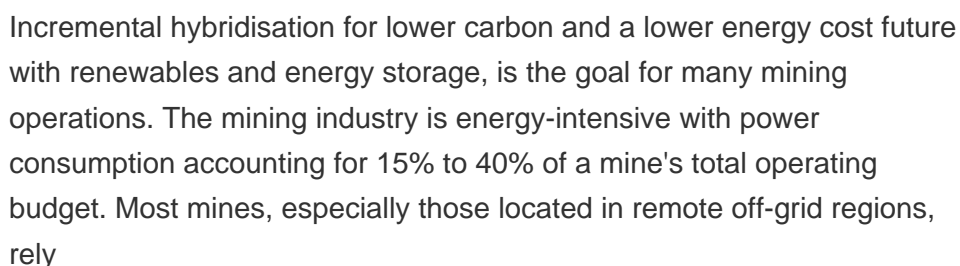 Incremental hybridisation for lower carbon and a lower energy cost future
with renewables and energy storage, is the goal for many mining
operations. The mining industry is energy-intensive with power
consumption accounting for 15% to 40% of a mine's total operating
budget. Most mines, especially those located in remote off-grid regions,
rely